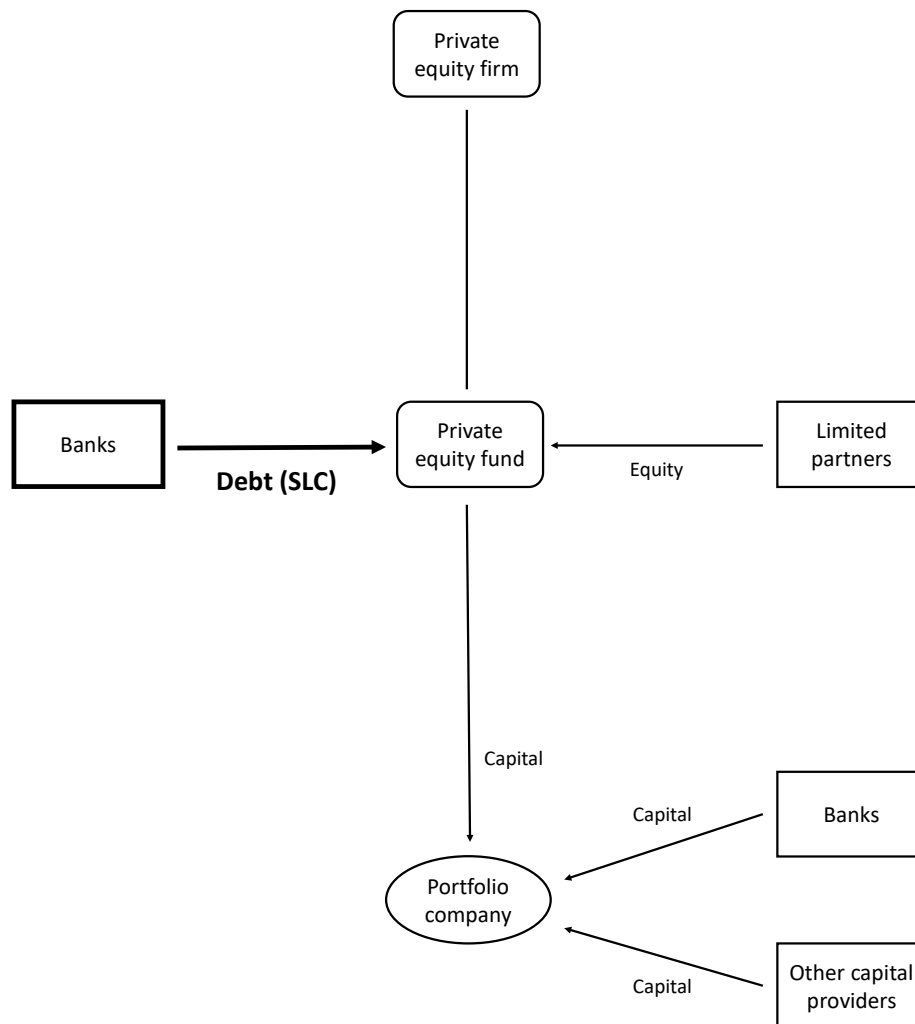 Private
equity firm
Banks
Debt (SLC)
Private
equity fund
Equity
Limited
partners
Capital
Capital
Banks
Portfolio
company
Capital
Other capital
providers